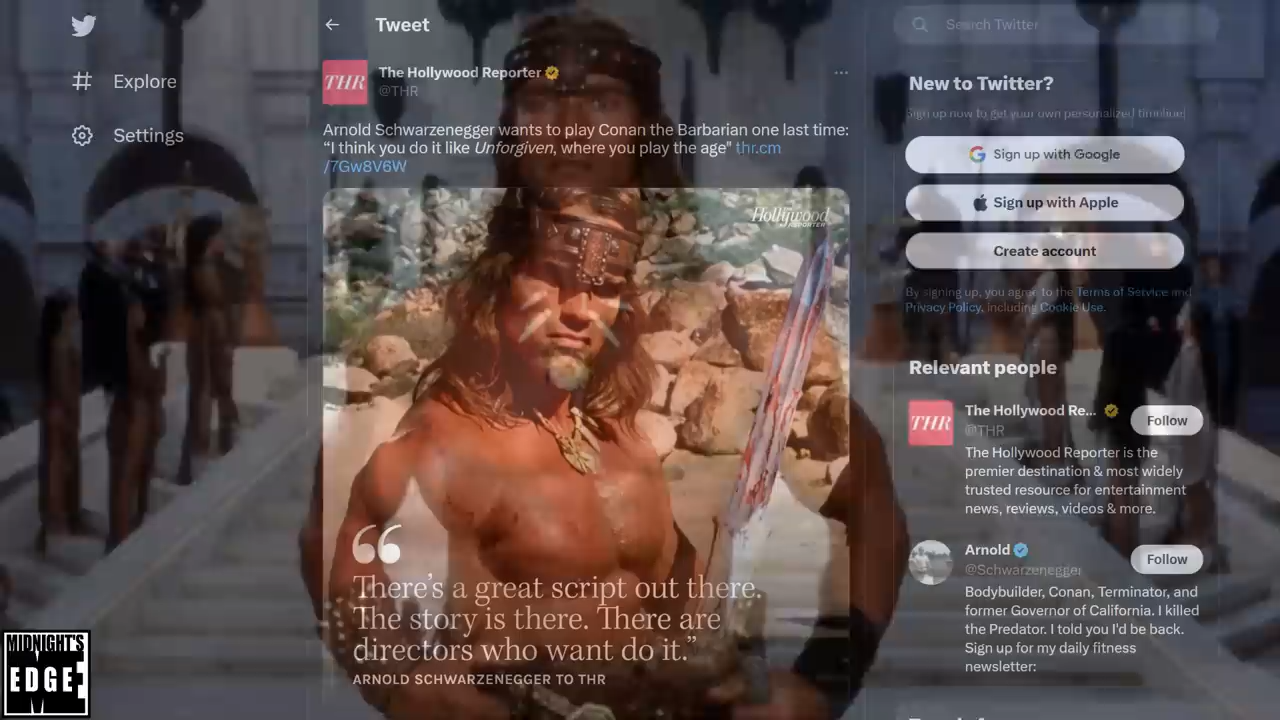 Tweet
Search Twitter
Explore
Settings
THR
The Hollywood Reporter
@THR
Arnold Schwarzenegger wants to play Conan the Barbarian one last time:
“I think you do it like Unforgiven, where you play the age" thr.cm
/7Gw8V6W
Hollywood
REPORTER
“
There’s a great script out there.
The story is there. There are
directors who want do it.”
ARNOLD SCHWARZENEGGER TO THR
New to Twitter?
Sign up now to get your own personalized timeline!
Sign up with Google
Sign up with Apple
Create account
By signing up, you agree to the Terms of Service and
Privacy Policy, including Cookie Use.
Relevant people
THR
The Hollywood Re...
@THR
Follow
The Hollywood Reporter is the
premier destination & most widely
trusted resource for entertainment
news, reviews, videos & more.
Arnold
@Schwarzenegger
Follow
Bodybuilder, Conan, Terminator, and
former Governor of California. I killed
the Predator. I told you I'd be back.
Sign up for my daily fitness
newsletter:
MIDNIGHT'S
EDGE